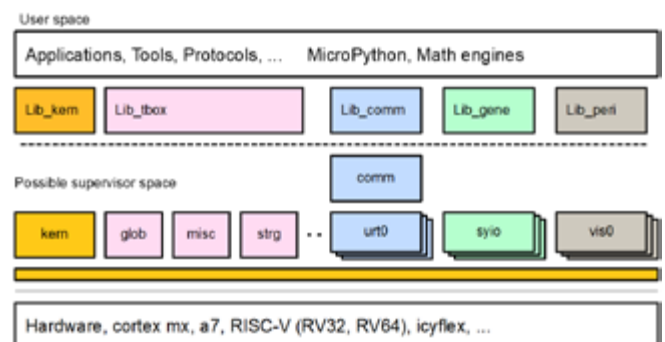 User space
Applications, Tools, Protocols, ... MicroPython, Math engines
Lib_kern Lib_tbox Lib_comm Lib_gene Lib_peri
Possible supervisor space
comm
kern glob misc strg .. urt0 syio vis0
Hardware, cortex mx, a7, RISC-V (RV32, RV64), icyflex, ...